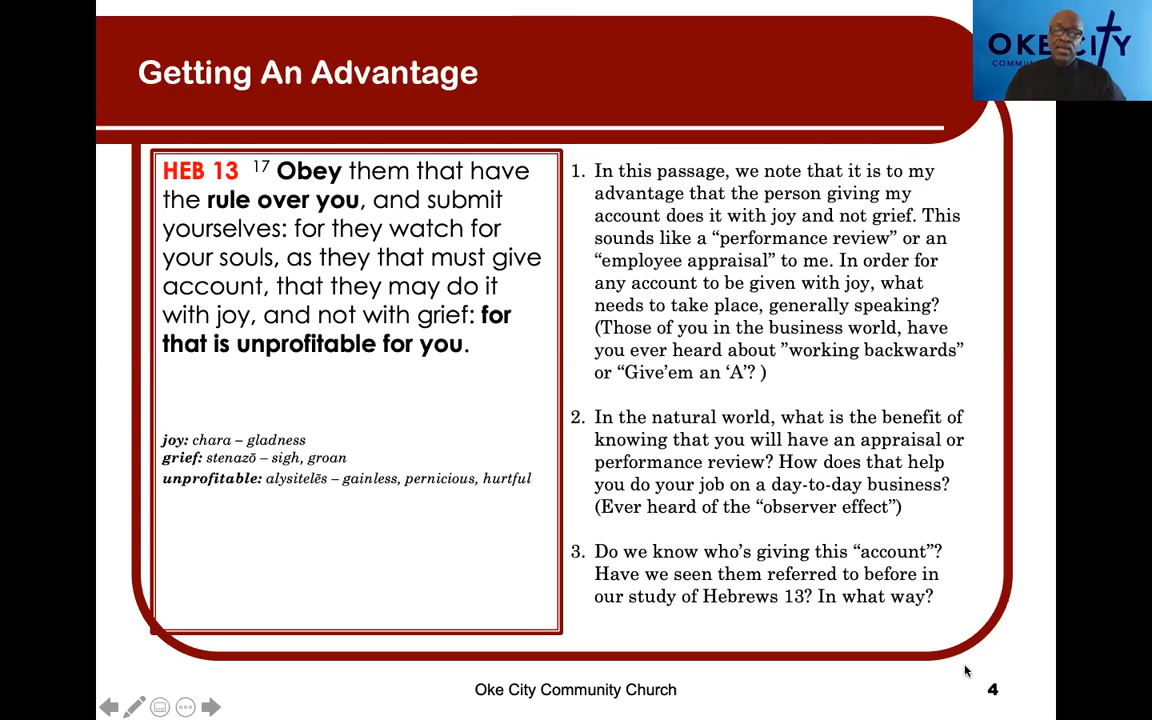 Getting An Advantage
OKE CITY
HEB 13 17 Obey them that have
the rule over you, and submit
yourselves: for they watch for
your souls, as they that must give
account, that they may do it
with joy, and not with grief: for
that is unprofitable for you.
joy: chara – gladness
grief: stenazō – sigh, groan
unprofitable: alysitelēs – gainless, pernicious, hurtful
1. In this passage, we note that it is to my
advantage that the person giving my
account does it with joy and not grief. This
sounds like a “performance review” or an
“employee appraisal” to me. In order for
any account to be given with joy, what
needs to take place, generally speaking?
(Those of you in the business world, have
you ever heard about ”working backwards”
or “Give’em an ‘A’? )
2. In the natural world, what is the benefit of
knowing that you will have an appraisal or
performance review? How does that help
you do your job on a day-to-day business?
(Ever heard of the “observer effect”)
3. Do we know who’s giving this “account”?
Have we seen them referred to before in
our study of Hebrews 13? In what way?
Oke City Community Church
4